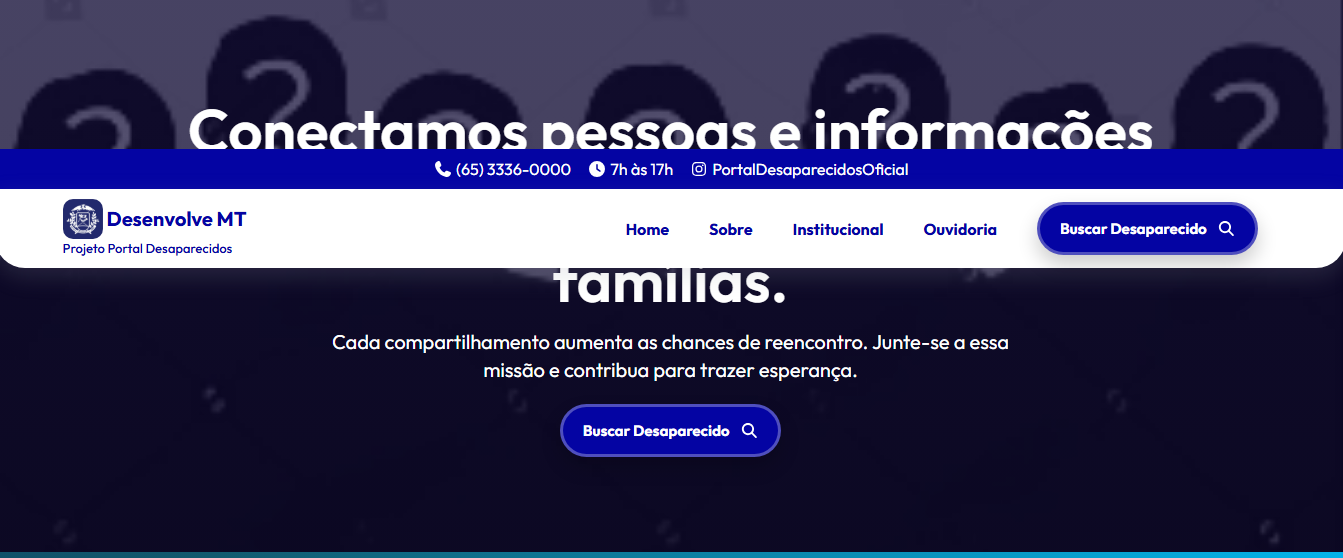 Conectamos pessoas e informações
(65) 3336-0000 7h às 17h PortalDesaparecidosOficial
Desenvolve MT
Projeto Portal Desaparecidos
Home Sobre Institucional Ouvidoria Buscar Desaparecido
famílias.
Cada compartilhamento aumenta as chances de reencontro. Junte-se a essa
missão e contribua para trazer esperança.
Buscar Desaparecido